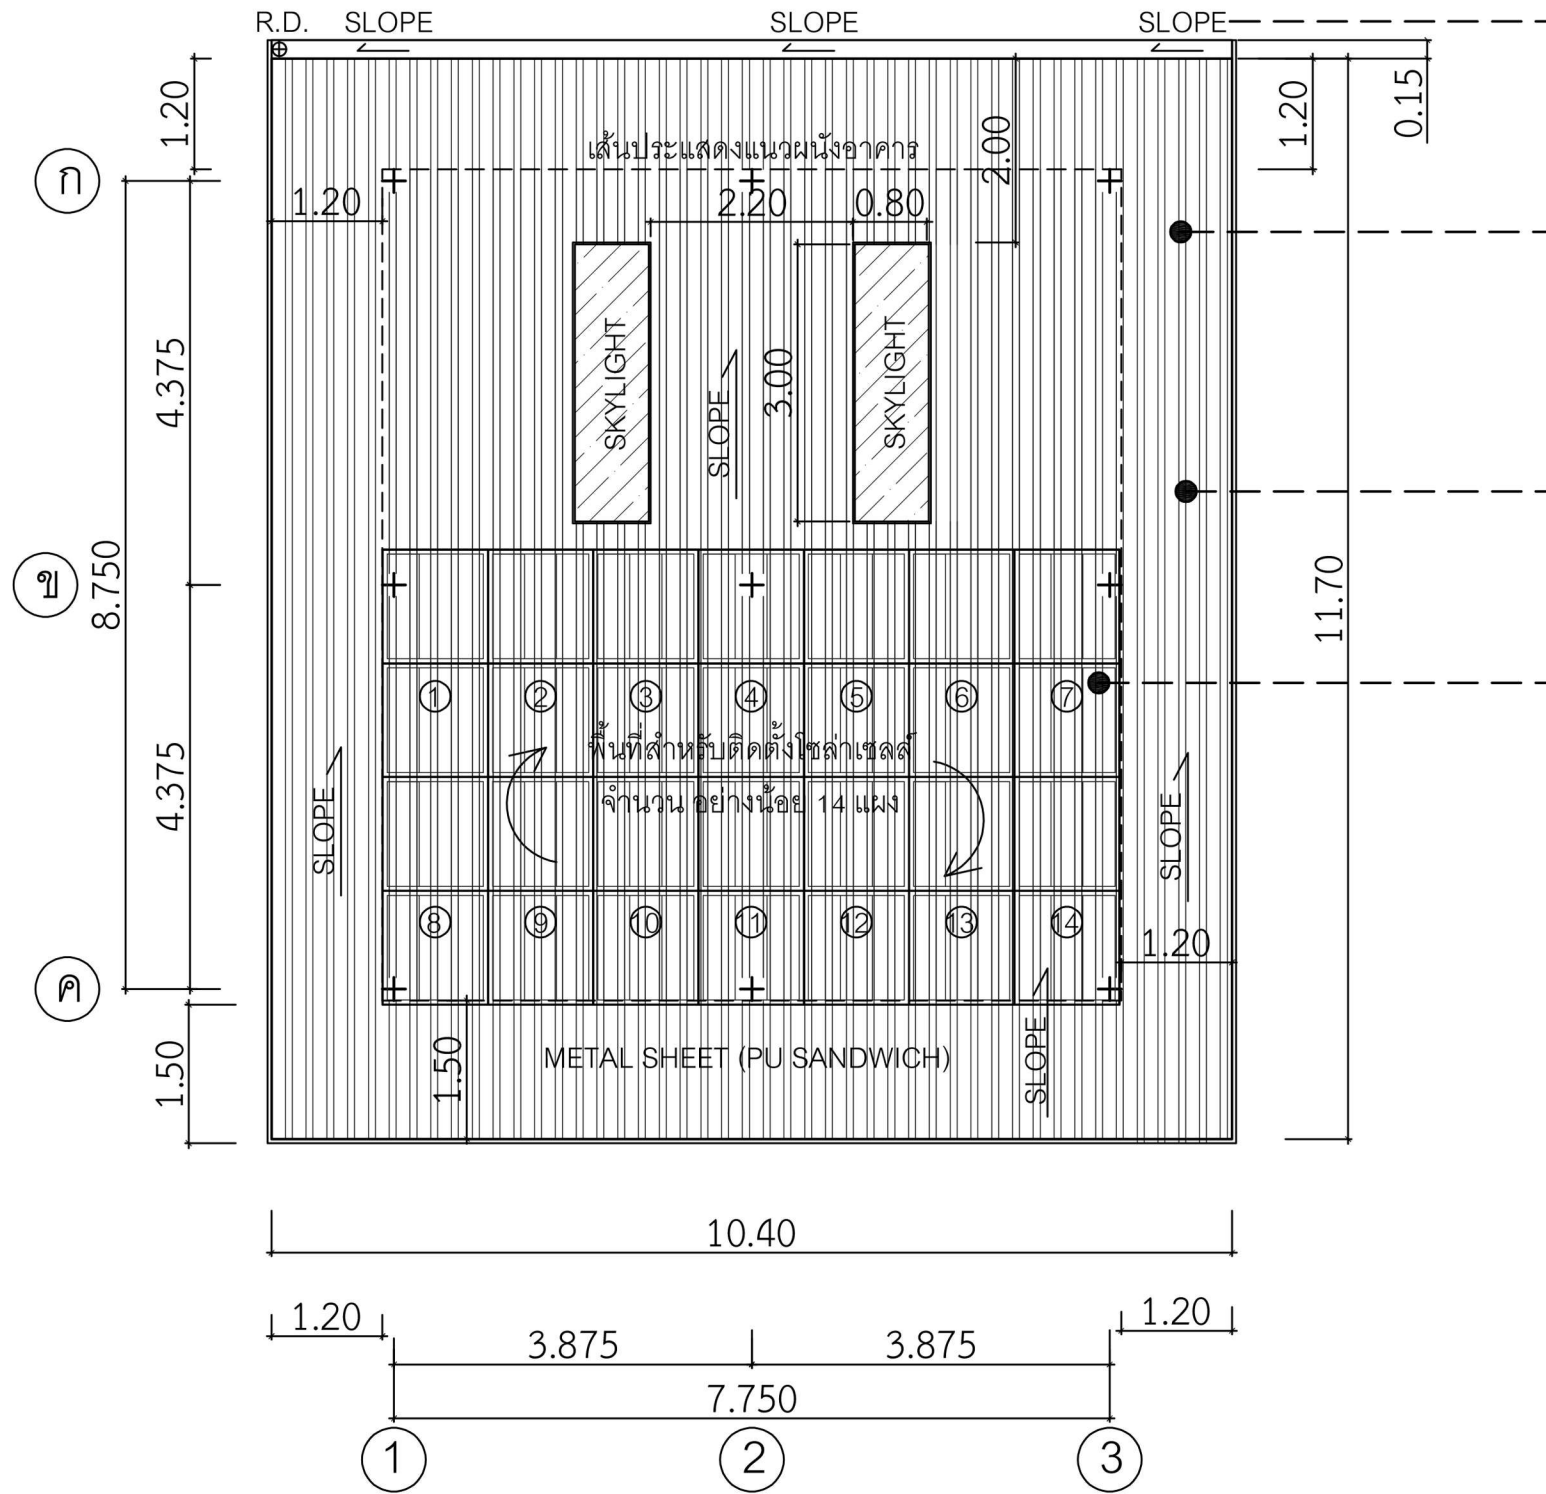 R.D. SLOPE SLOPE SLOPE
1.20
1.20
0.15
2.00
เส้นประแสดงแนวผนังอาคาร
ก
1.20
2.20
0.80
4.375
SKYLIGHT
SLOPE
3.00
SKYLIGHT
8.750
ข
11.70
1 2 3 4 5 6 7
พื้นที่สำหรับติดตั้งโซล่าเซลล์
จำนวน อย่างน้อย 14 แผง
4.375
SLOPE
SLOPE
8 9 10 11 12 13 14
1.20
ค
1.50
1.50
METAL SHEET (PU SANDWICH)
SLOPE
10.40
1.20
1.20
3.875
3.875
7.750
1 2 3